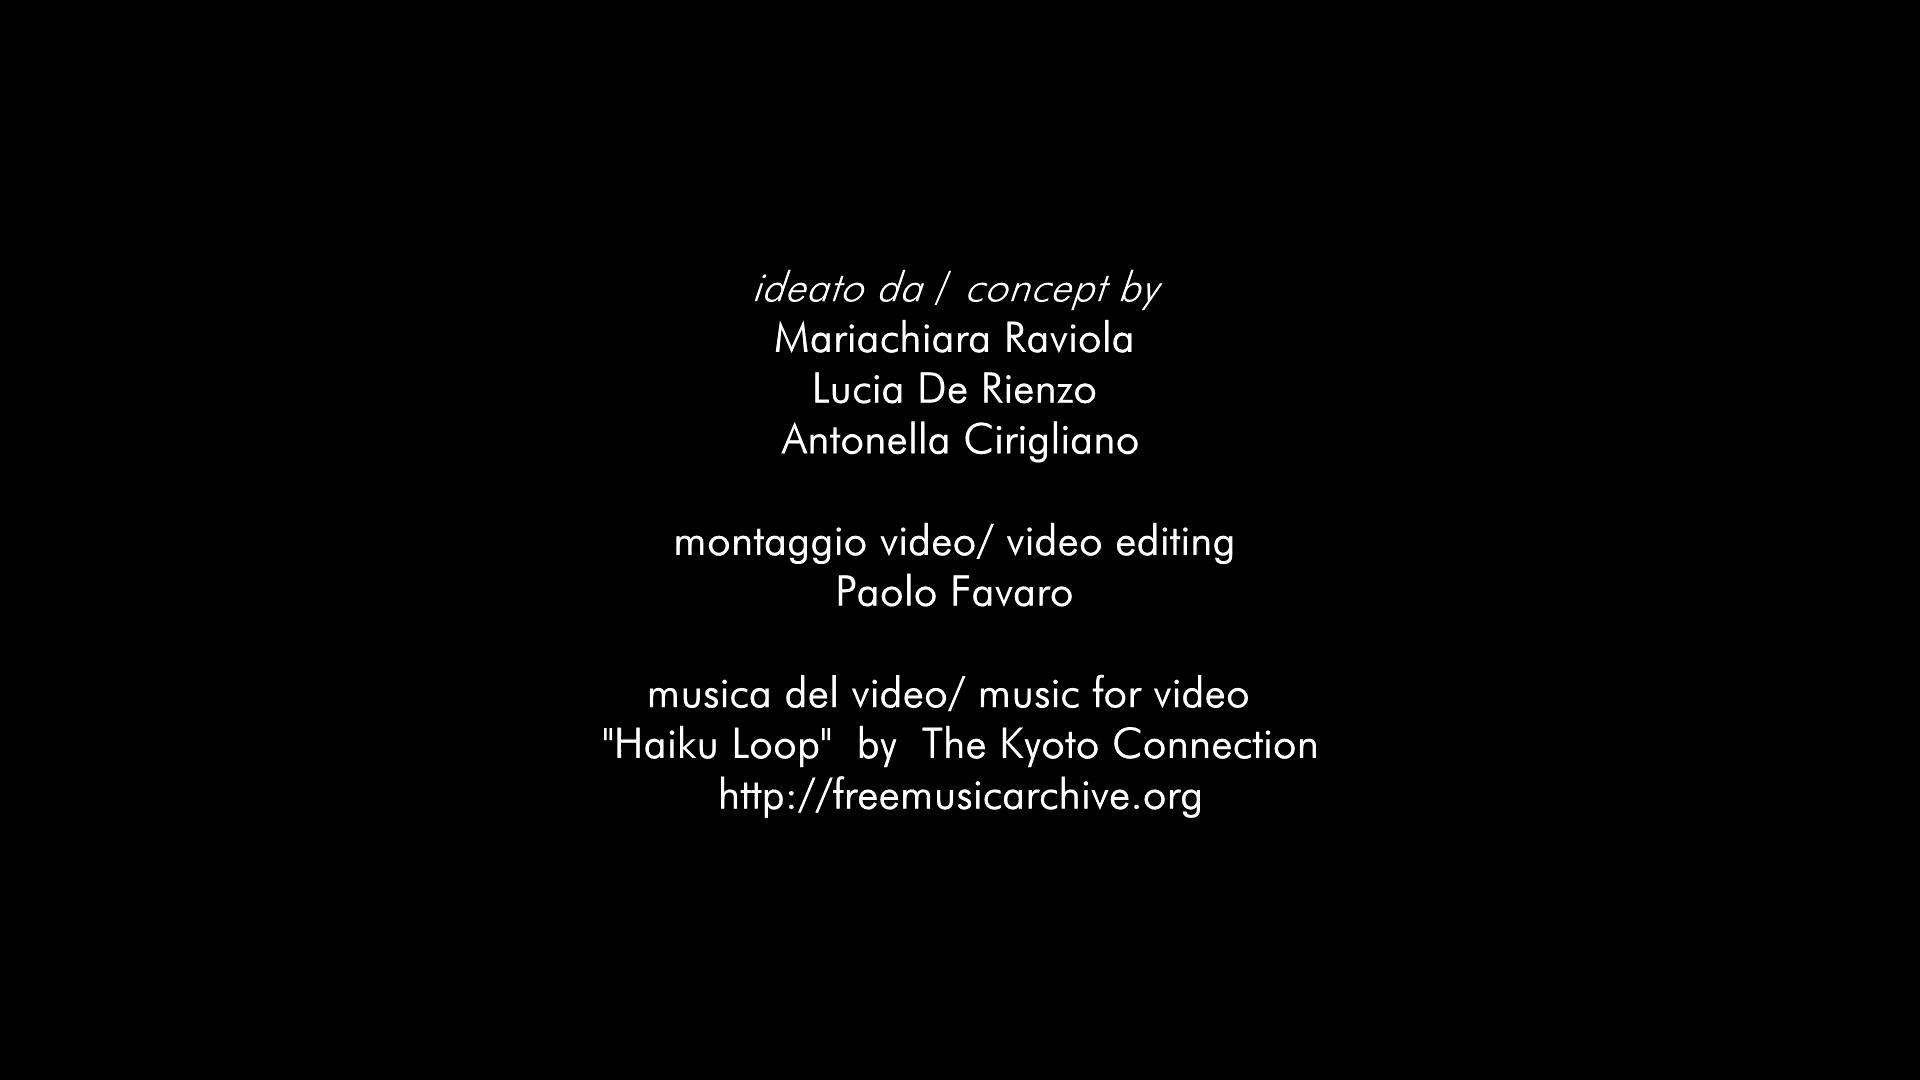 ideato da / concept by
Mariachiara Raviola
Lucia De Rienzo
Antonella Cirigliano
montaggio video/ video editing
Paolo Favaro
musica del video/ music for video
"Haiku Loop" by The Kyoto Connection
http://freemusicarchive.org